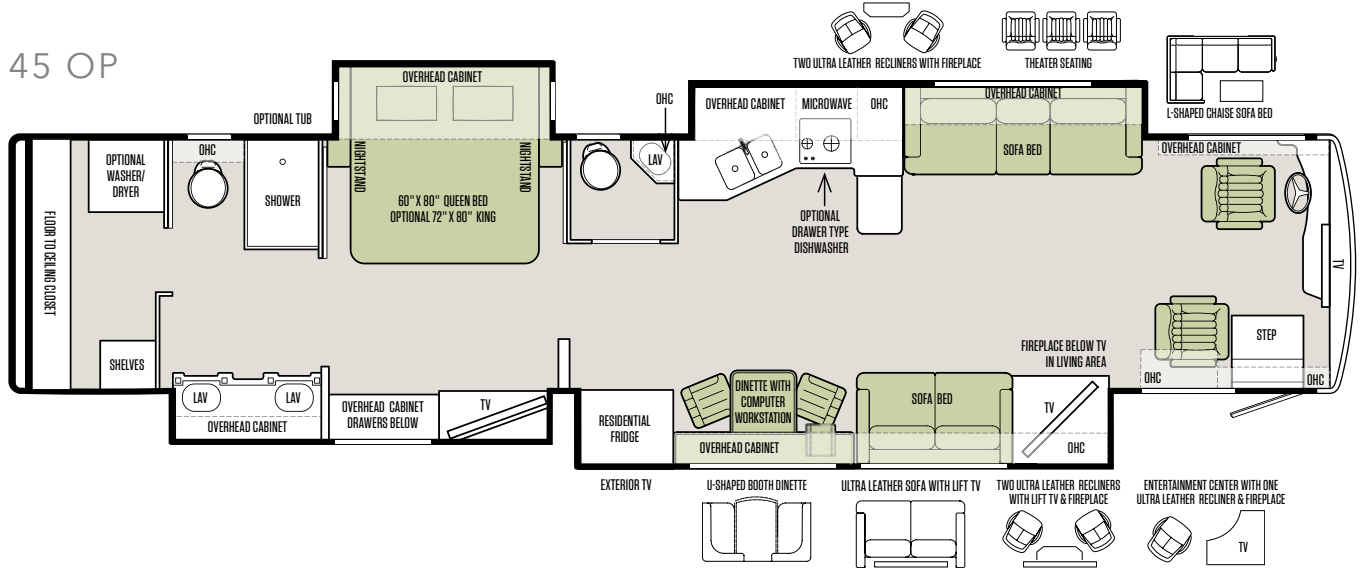 45 OP
TWO ULTRA LEATHER RECLINERS WITH FIREPLACE
THEATER SEATING
L-SHAPED CHAISE SOFA BED
OPTIONAL TUB
OVERHEAD CABINET
OHC
OVERHEAD CABINET
MICROWAVE
OHC
OVERHEAD CABINET
OVERHEAD CABINET
OPTIONAL
WASHER/
DRYER
OHC
SHOWER
NIGHTSTAND
NIGHTSTAND
60" X 80" QUEEN BED
OPTIONAL 72" X 80" KING
LAV
SOFA BED
OPTIONAL
DRAWER TYPE
DISHWASHER
FLOOR TO CEILING CLOSET
TV
SHELVES
LAV
LAV
OVERHEAD CABINET
OVERHEAD CABINET
DRAWERS BELOW
TV
RESIDENTIAL
FRIDGE
DINETTE WITH
COMPUTER
WORKSTATION
OVERHEAD CABINET
SOFA BED
FIREPLACE BELOW TV
IN LIVING AREA
TV
OHC
OHC
STEP
OHC
EXTERIOR TV
U-SHAPED BOOTH DINETTE
ULTRA LEATHER SOFA WITH LIFT TV
TWO ULTRA LEATHER RECLINERS
WITH LIFT TV & FIREPLACE
ENTERTAINMENT CENTER WITH ONE
ULTRA LEATHER RECLINER & FIREPLACE
TV